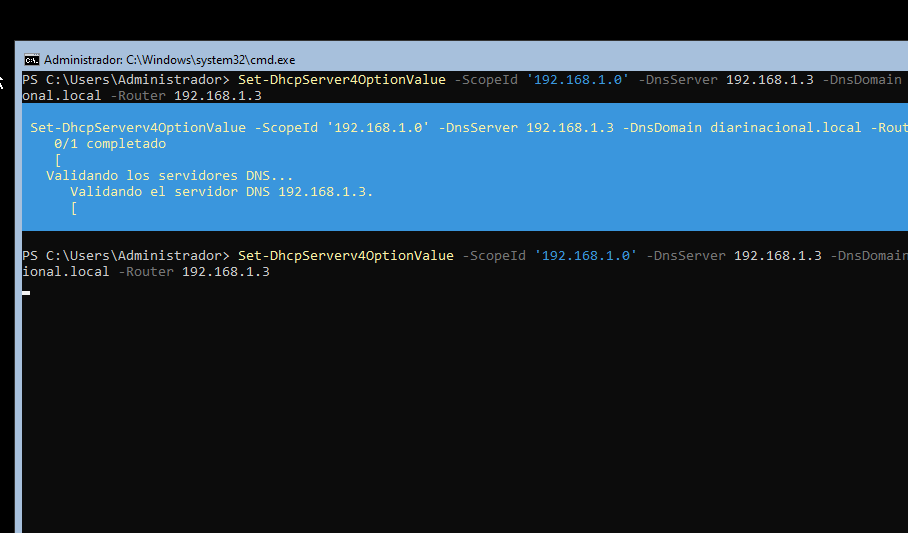 Administrador: C:\Windows\system32\cmd.exe
PS C:\Users\Administrador> Set-DhcpServer4OptionValue -ScopeId '192.168.1.0' -DnsServer 192.168.1.3 -DnsDomain
onal.local -Router 192.168.1.3
Set-DhcpServerv4OptionValue -ScopeId '192.168.1.0' -DnsServer 192.168.1.3 -DnsDomain diarinacional.local -Rout
0/1 completado
[
Validando los servidores DNS...
Validando el servidor DNS 192.168.1.3.
[
PS C:\Users\Administrador> Set-DhcpServerv4OptionValue -ScopeId '192.168.1.0' -DnsServer 192.168.1.3 -DnsDomain
ional.local -Router 192.168.1.3